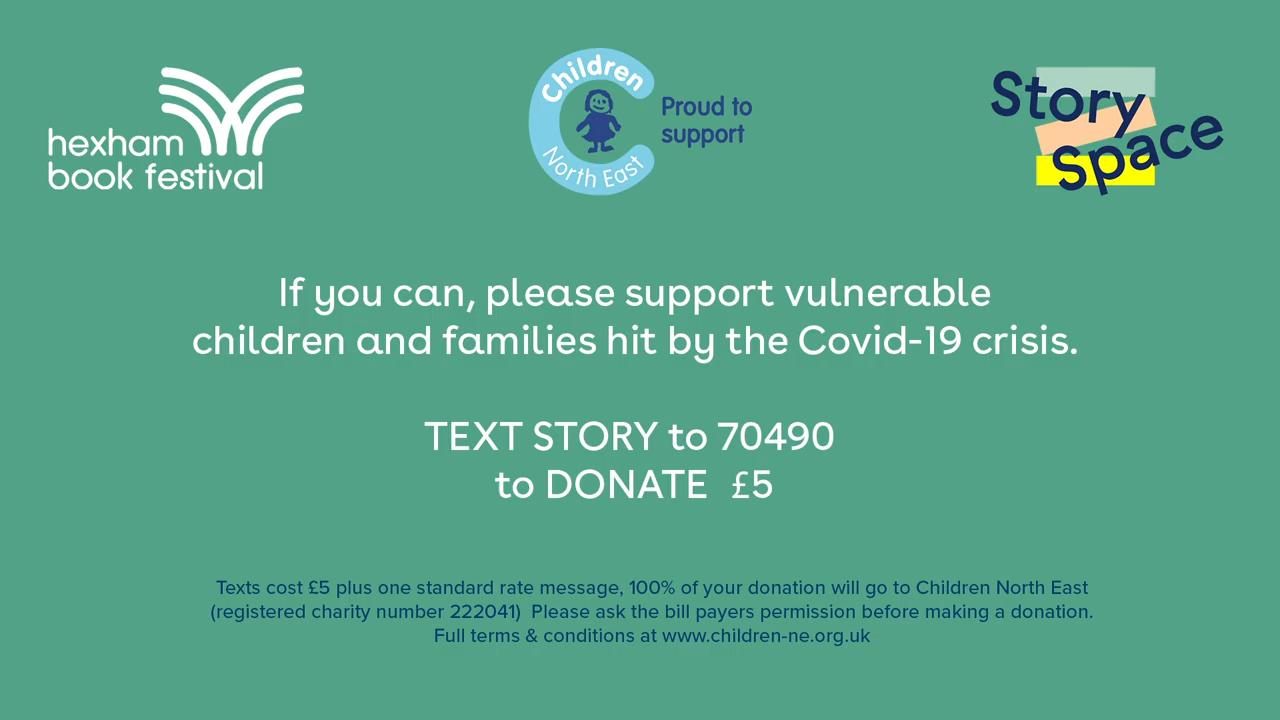 hexham
book festival
Children
North East
Proud to
support
Story
Space
If you can, please support vulnerable
children and families hit by the Covid-19 crisis.
TEXT STORY to 70490
to DONATE £5
Texts cost £5 plus one standard rate message, 100% of your donation will go to Children North East
(registered charity number 222041) Please ask the bill payers permission before making a donation.
Full terms & conditions at www.children-ne.org.uk